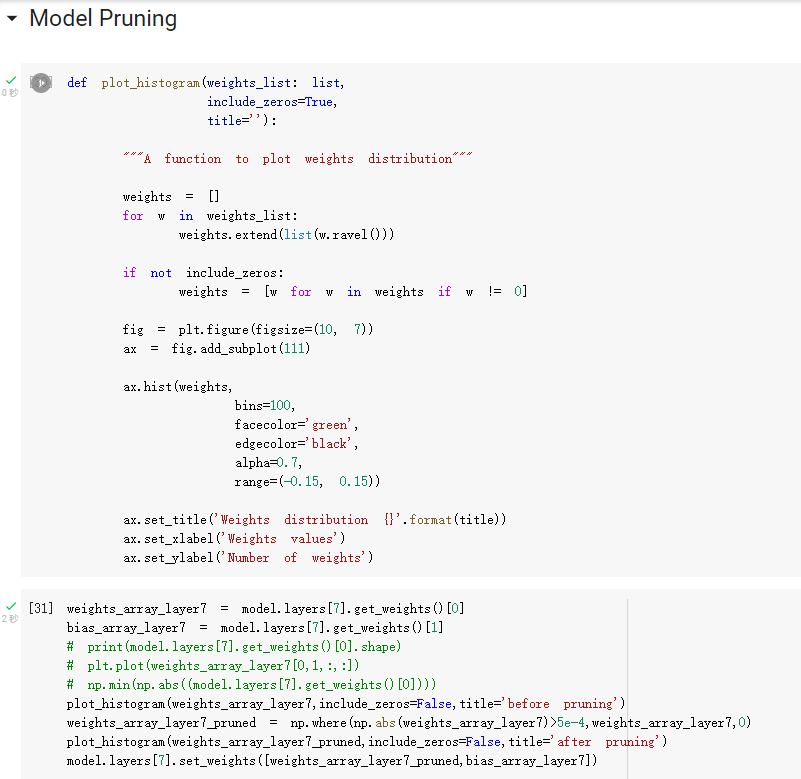 Model Pruning
def plot_histogram(weights_list: list,
include_zeros=True,
title=''):
"""A function to plot weights distribution"""
weights = []
for w in weights_list:
weights.extend(list(w.ravel()))
if not include_zeros:
weights = [w for w in weights if w != 0]
fig = plt.figure(figsize=(10, 7))
ax = fig.add_subplot(111)
ax.hist(weights,
bins=100,
facecolor='green',
edgecolor='black',
alpha=0.7,
range=(-0.15, 0.15))
ax.set_title('Weights distribution {}'.format(title))
ax.set_xlabel('Weights values')
ax.set_ylabel('Number of weights')
0秒
[31] weights_array_layer7 = model.layers[7].get_weights()[0]
2秒
bias_array_layer7 = model.layers[7].get_weights()[1]
# print(model.layers[7].get_weights()[0].shape)
# plt.plot(weights_array_layer7[0,1,:,:])
# np.min(np.abs((model.layers[7].get_weights()[0])))
plot_histogram(weights_array_layer7,include_zeros=False,title='before pruning')
weights_array_layer7_pruned = np.where(np.abs(weights_array_layer7)>5e-4,weights_array_layer7,0)
plot_histogram(weights_array_layer7_pruned,include_zeros=False,title='after pruning')
model.layers[7].set_weights([weights_array_layer7_pruned,bias_array_layer7])